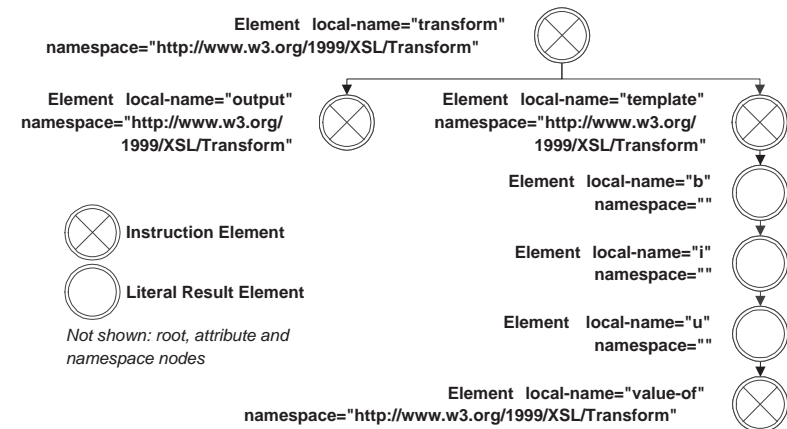 Element local-name="transform"
namespace="http://www.w3.org/1999/XSL/Transform"
Element local-name="output"
namespace="http://www.w3.org/
1999/XSL/Transform"
Element local-name="template"
namespace="http://www.w3.org/
1999/XSL/Transform"
Element local-name="b"
namespace=""
Instruction Element
Element local-name="i"
namespace=""
Literal Result Element
Element local-name="u"
namespace=""
Not shown: root, attribute and
namespace nodes
Element local-name="value-of"
namespace="http://www.w3.org/1999/XSL/Transform"